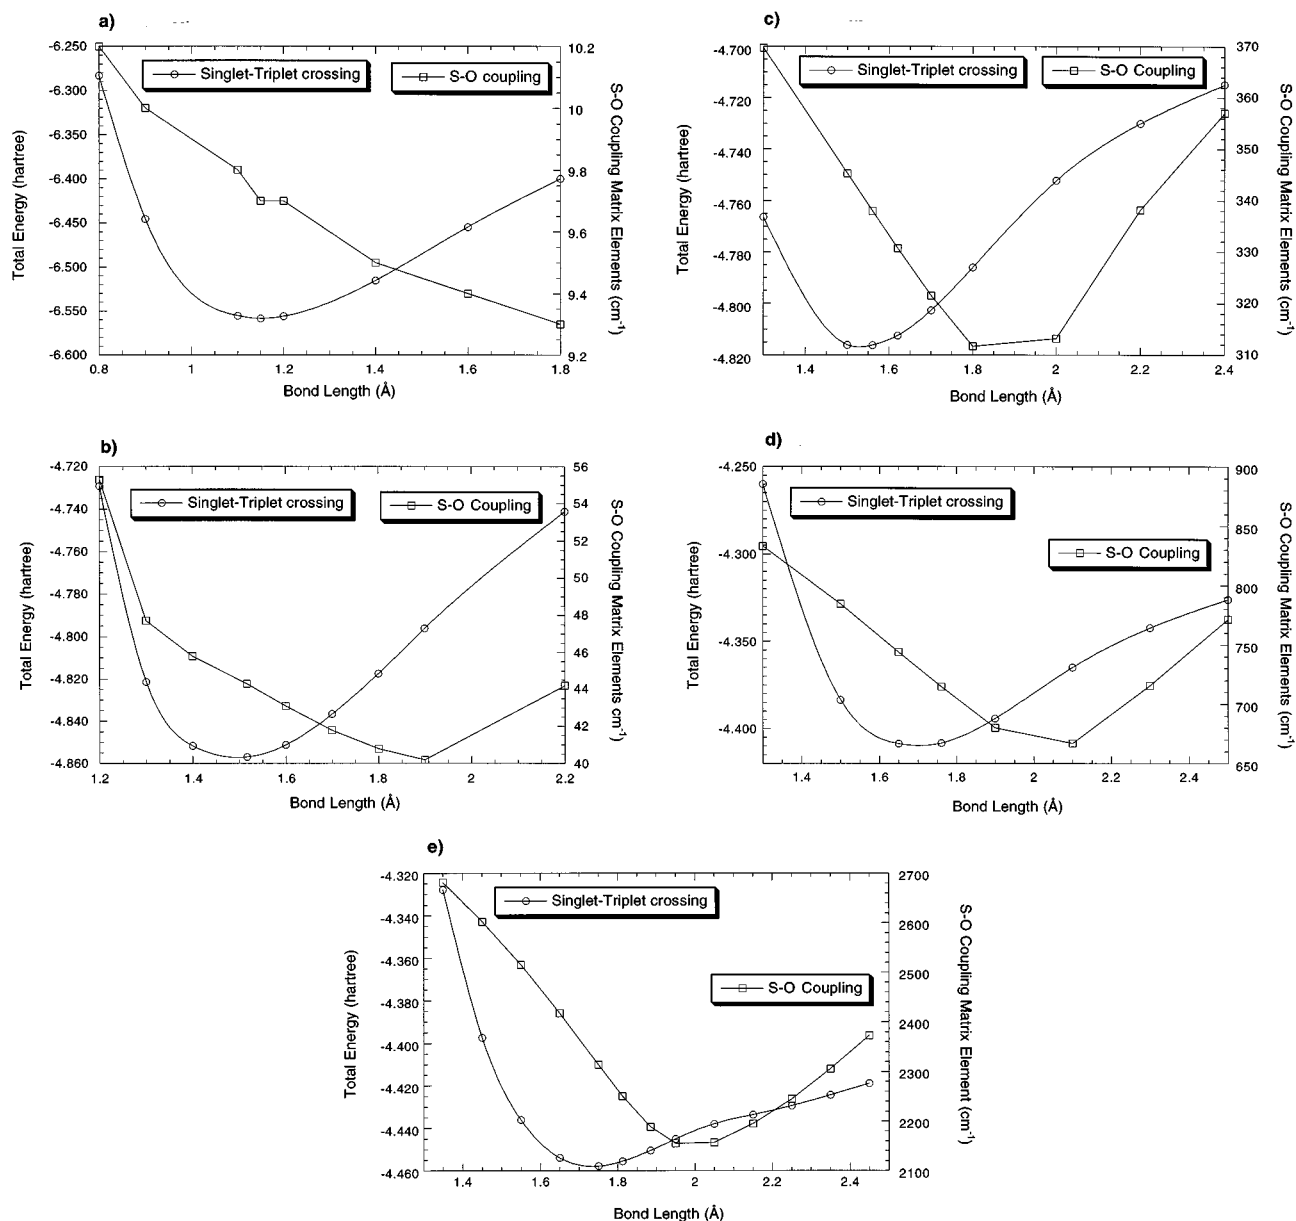 a)
Singlet-Triplet crossing
S-O coupling
-6.250
-6.300
-6.350
-6.400
-6.450
-6.500
-6.550
-6.600
10.2
10
9.8
9.6
9.4
9.2
0.8 1 1.2 1.4 1.6 1.8
Total Energy (hartree)
S-O Coupling Matrix Elements (cm-1)
Bond Length (Å)
c)
Singlet-Triplet crossing
S-O Coupling
-4.700
-4.720
-4.740
-4.760
-4.780
-4.800
-4.820
370
360
350
340
330
320
310
1.4 1.6 1.8 2 2.2 2.4
Total Energy (hartree)
S-O Coupling Matrix Elements (cm-1)
Bond Length (Å)
b)
Singlet-Triplet crossing
S-O Coupling
-4.720
-4.740
-4.760
-4.780
-4.800
-4.820
-4.840
-4.860
56
54
52
50
48
46
44
42
40
1.2 1.4 1.6 1.8 2 2.2
Total Energy (hartree)
S-O Coupling Matrix Elements cm-1)
Bond Length (Å)
d)
Singlet-Triplet crossing
S-O Coupling
-4.250
-4.300
-4.350
-4.400
900
850
800
750
700
650
1.4 1.6 1.8 2 2.2 2.4
Total Energy (hartree)
S-O Coupling Matrix Elements (cm-1)
Bond Length (Å)
e)
Singlet-Triplet crossing
S-O Coupling
-4.320
-4.340
-4.360
-4.380
-4.400
-4.420
-4.440
-4.460
2700
2600
2500
2400
2300
2200
2100
1.4 1.6 1.8 2 2.2 2.4
Total Energy (hartree)
S-O Coupling Matrix Element (cm-1)
Bond Length (Å)